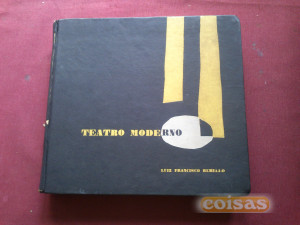 TEATRO MODERNO
LUIZ FRANCISCO REBELLO
coisas